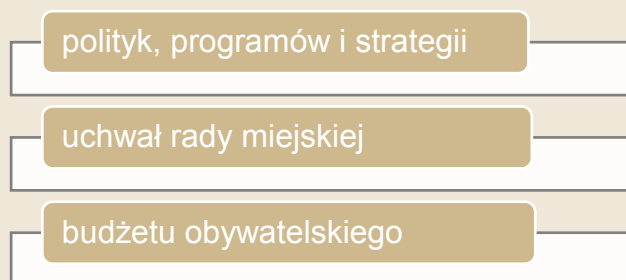 polityk, programów i strategii
uchwał rady miejskiej
budżetu obywatelskiego